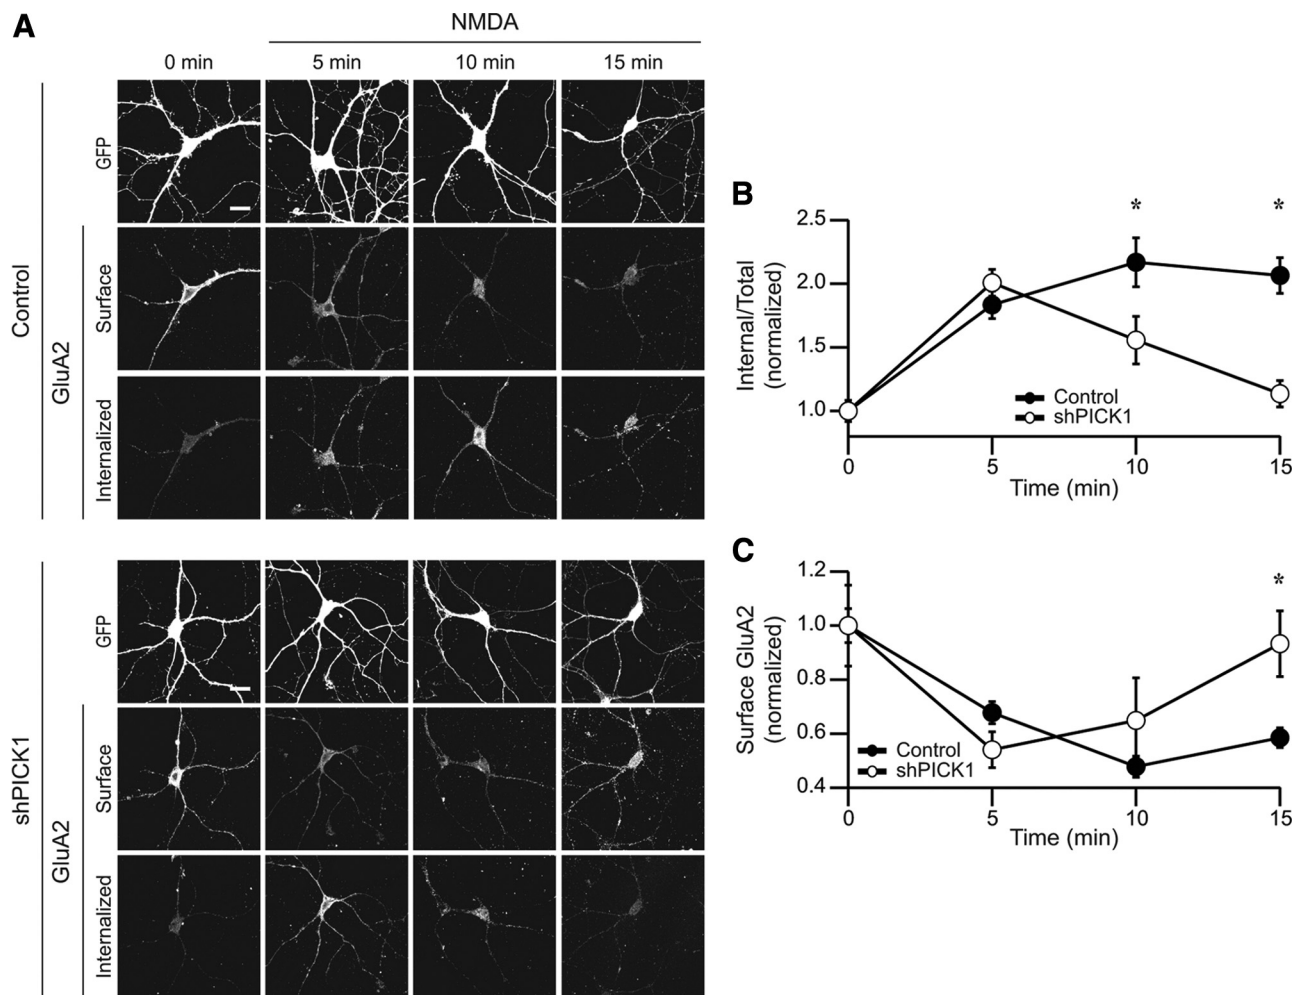 A
NMDA
0 min
5 min
10 min
15 min
Control
GFP
GluA2
Surface
Internalized
shPICK1
GFP
GluA2
Surface
Internalized
B
Internal/Total
(normalized)
2.5
2.0
1.5
1.0
*
*
Control
shPICK1
0
5
10
15
Time (min)
C
Surface GluA2
(normalized)
1.2
1.0
0.8
0.6
0.4
*
Control
shPICK1
0
5
10
15
Time (min)